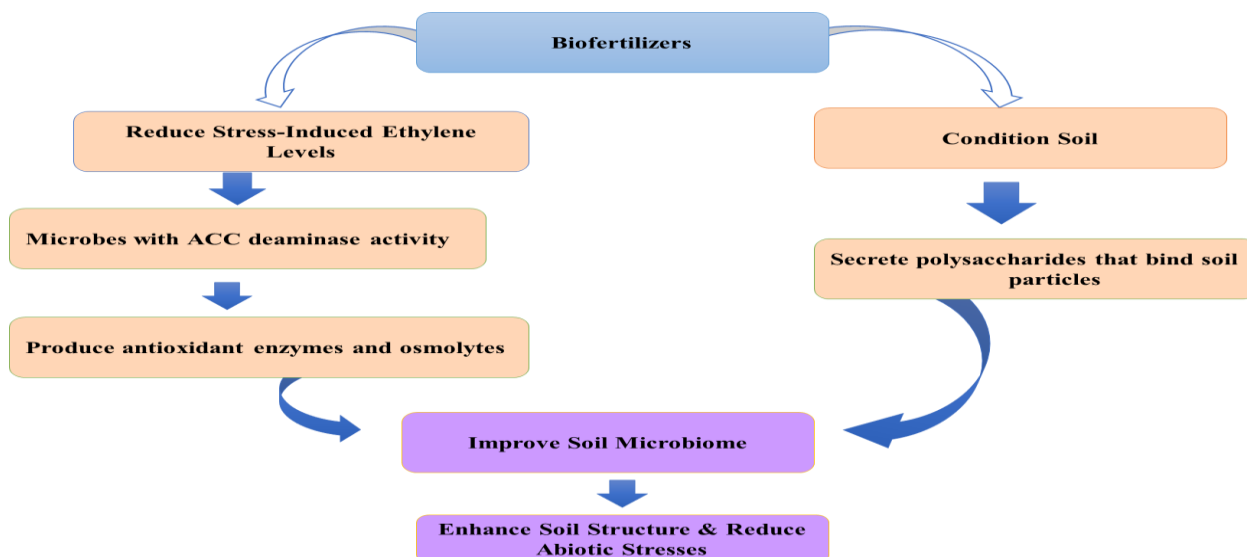 Biofertilizers
Reduce Stress-Induced Ethylene
Levels
Condition Soil
Microbes with ACC deaminase activity
Secrete polysaccharides that bind soil
particles
Produce antioxidant enzymes and osmolytes
Improve Soil Microbiome
Enhance Soil Structure & Reduce
Abiotic Stresses